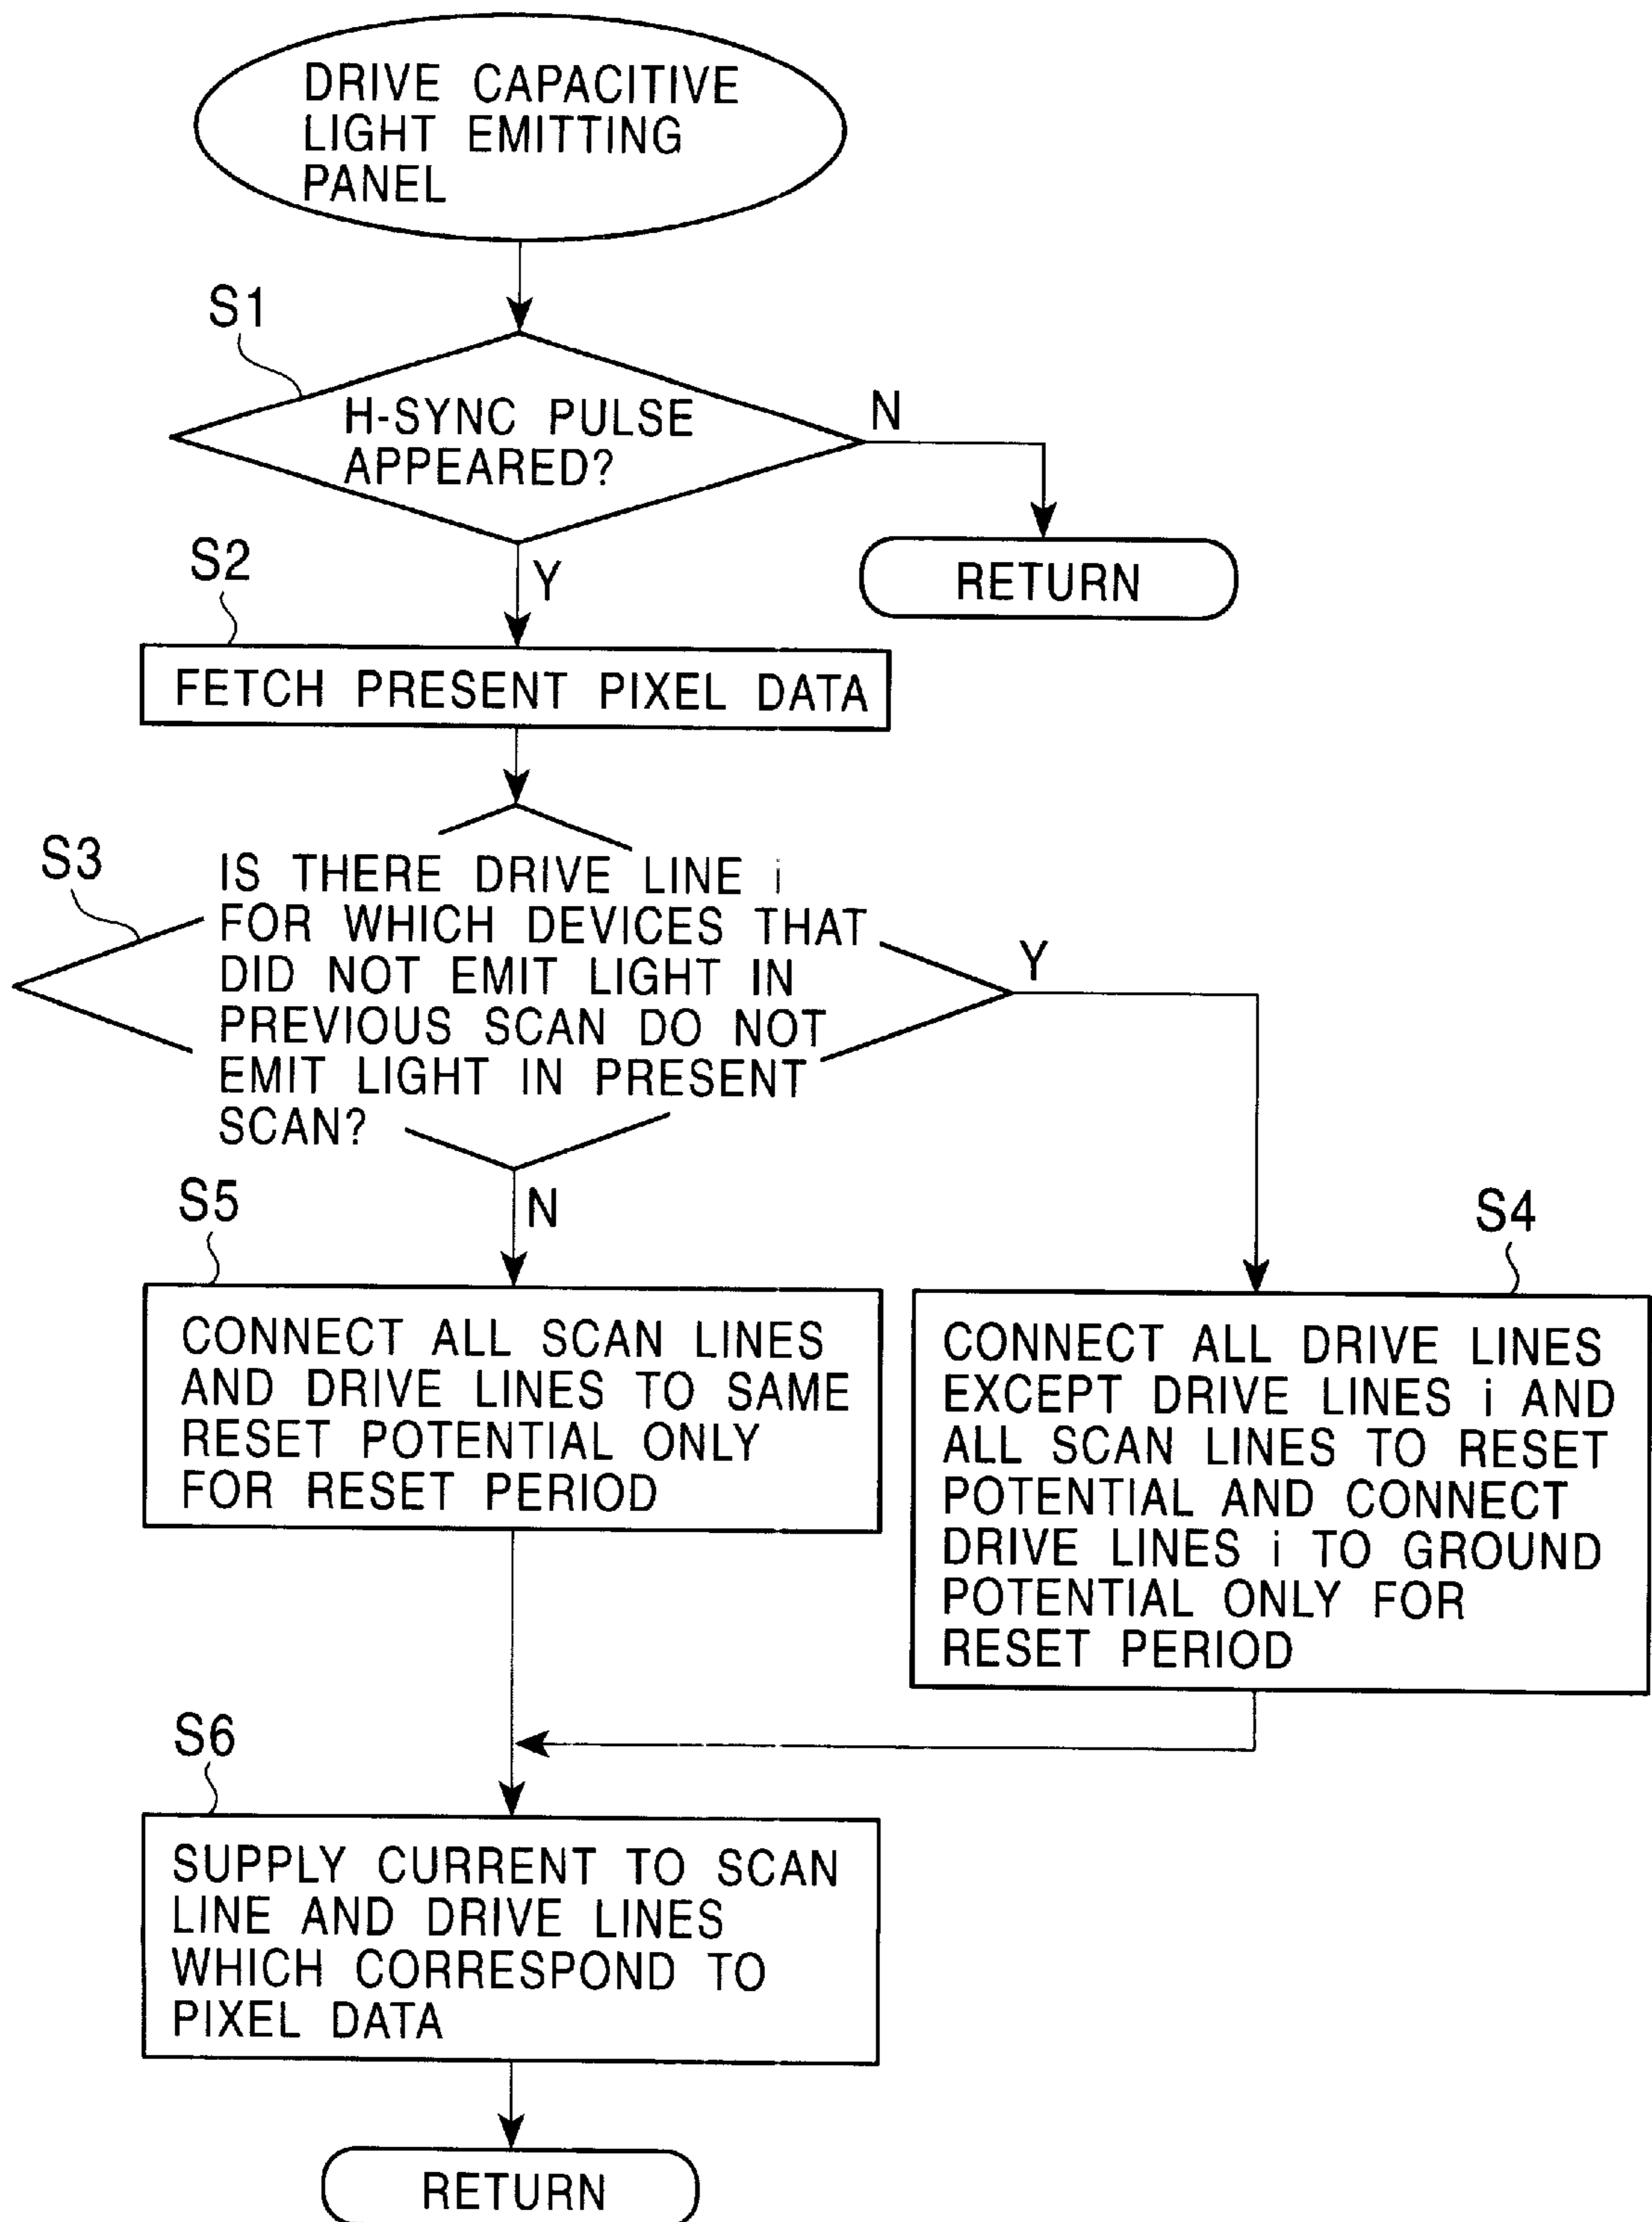 DRIVE CAPACITIVE
LIGHT EMITTING
PANEL
S1
H-SYNC PULSE
APPEARED?
N
RETURN
Y
S2
FETCH PRESENT PIXEL DATA
S3
IS THERE DRIVE LINE i
FOR WHICH DEVICES THAT
DID NOT EMIT LIGHT IN
PREVIOUS SCAN DO NOT
EMIT LIGHT IN PRESENT
SCAN?
Y
N
S5
CONNECT ALL SCAN LINES
AND DRIVE LINES TO SAME
RESET POTENTIAL ONLY
FOR RESET PERIOD
S4
CONNECT ALL DRIVE LINES
EXCEPT DRIVE LINES i AND
ALL SCAN LINES TO RESET
POTENTIAL AND CONNECT
DRIVE LINES i TO GROUND
POTENTIAL ONLY FOR
RESET PERIOD
S6
SUPPLY CURRENT TO SCAN
LINE AND DRIVE LINES
WHICH CORRESPOND TO
PIXEL DATA
RETURN